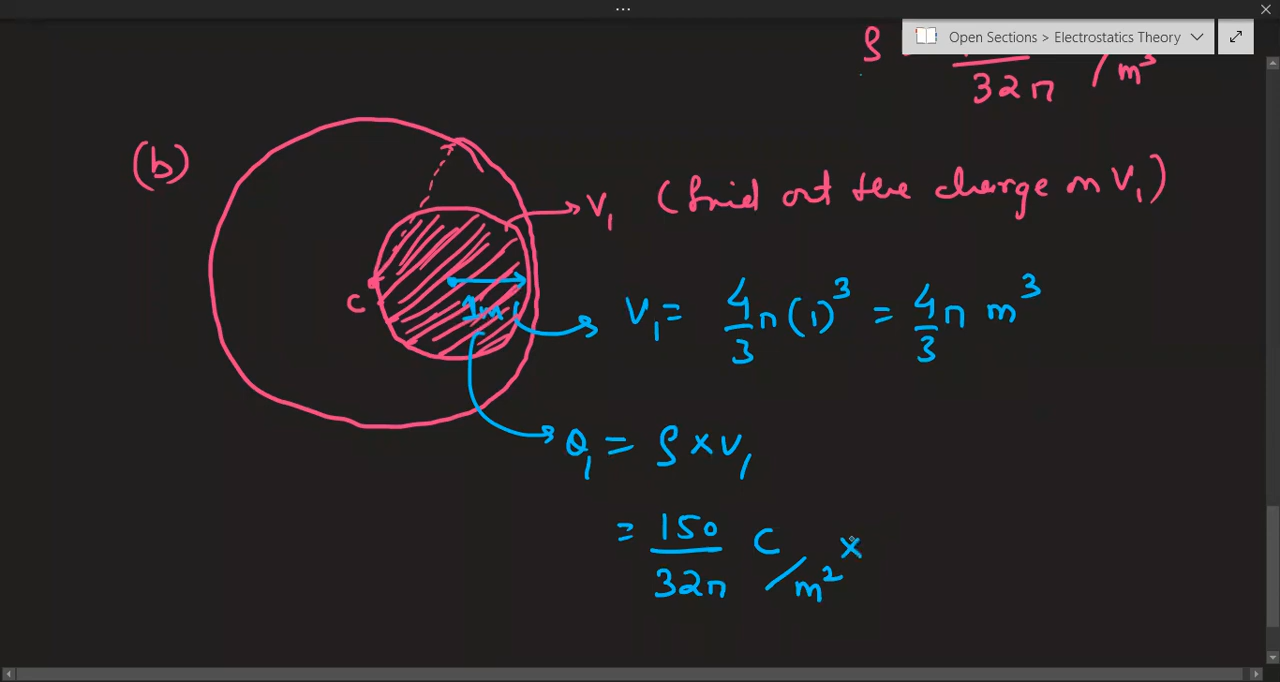 ...
Open Sections > Electrostatics Theory
ρ
32π / m³
(b)
V₁ (find out the charge on V₁)
C
1m
V₁ = 4/3 π (1)³ = 4/3 π m³
Q₁ = ρ × V₁
= 150/32π C/m² ×